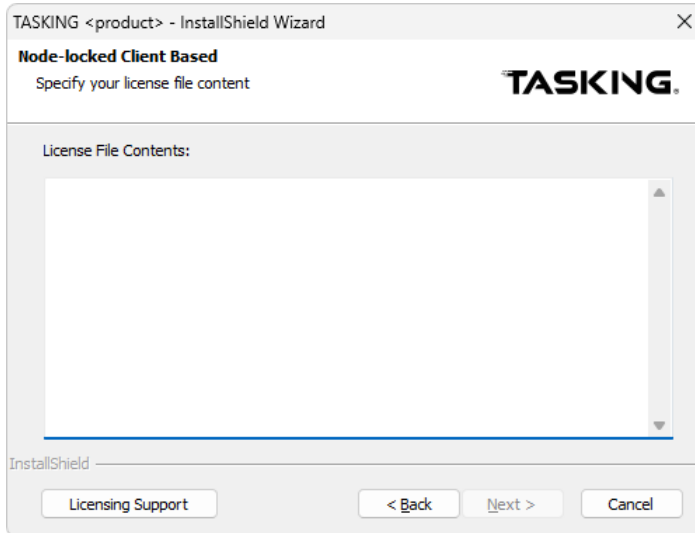 TASKING <product> - InstallShield Wizard
Node-locked Client Based
Specify your license file content
TASKING.
License File Contents:
InstallShield
Licensing Support
< Back
Next >
Cancel